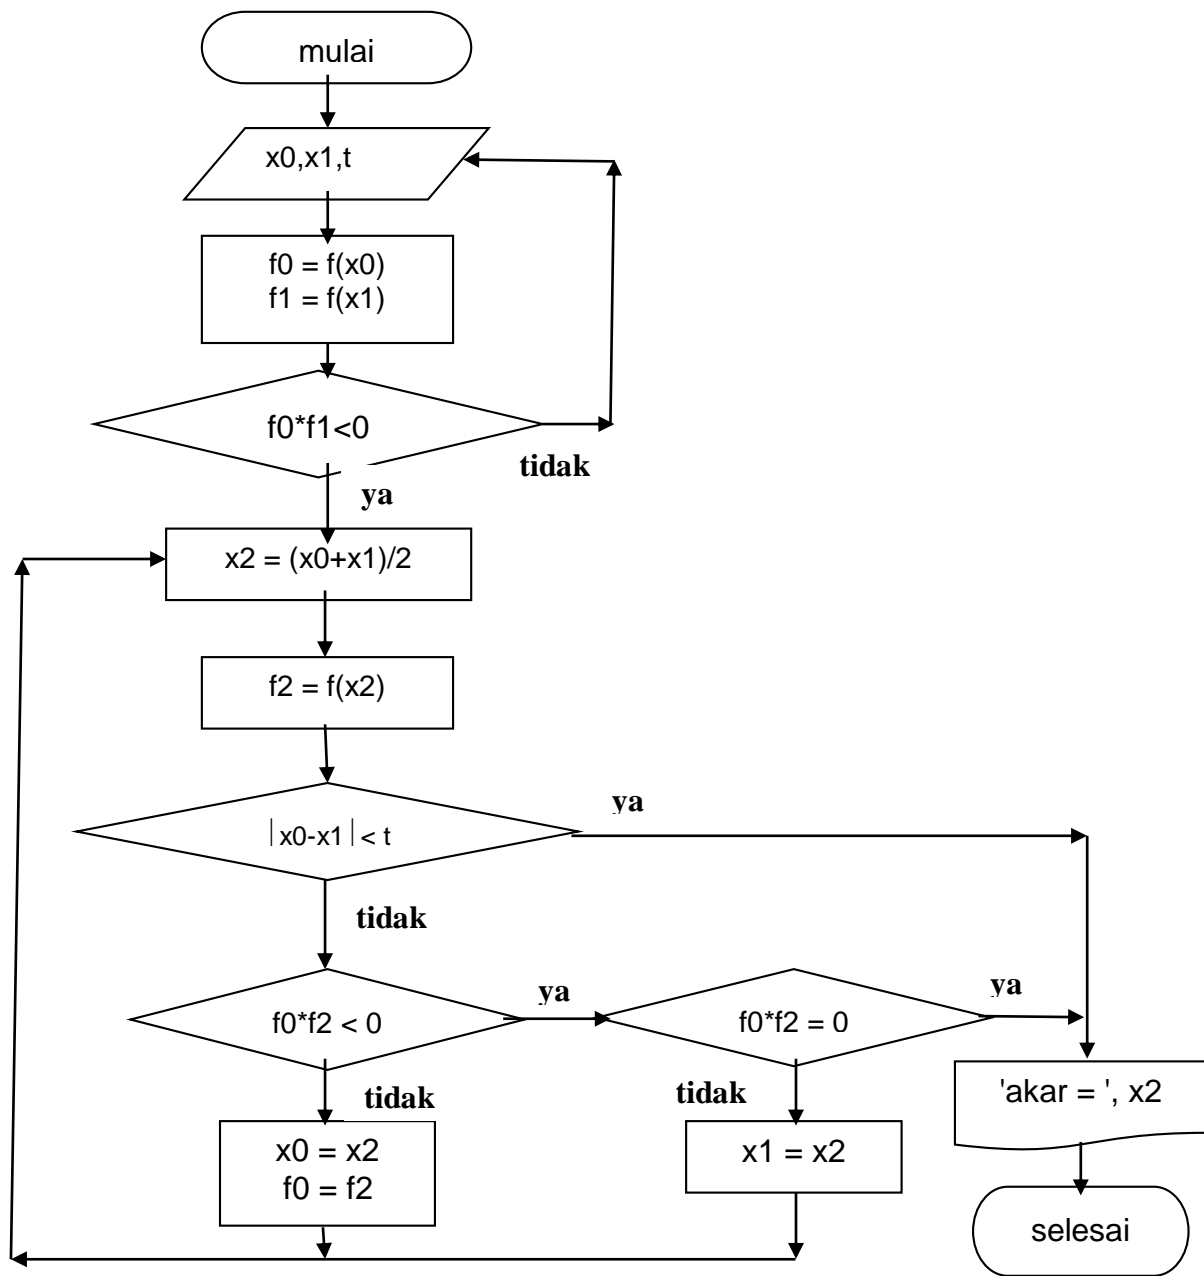 mulai
x0,x1,t
f0 = f(x0)
f1 = f(x1)
f0*f1<0
tidak
ya
x2 = (x0+x1)/2
f2 = f(x2)
|x0-x1| < t
ya
tidak
f0*f2 < 0
ya
f0*f2 = 0
ya
tidak
tidak
x0 = x2
f0 = f2
x1 = x2
'akar = ', x2
selesai